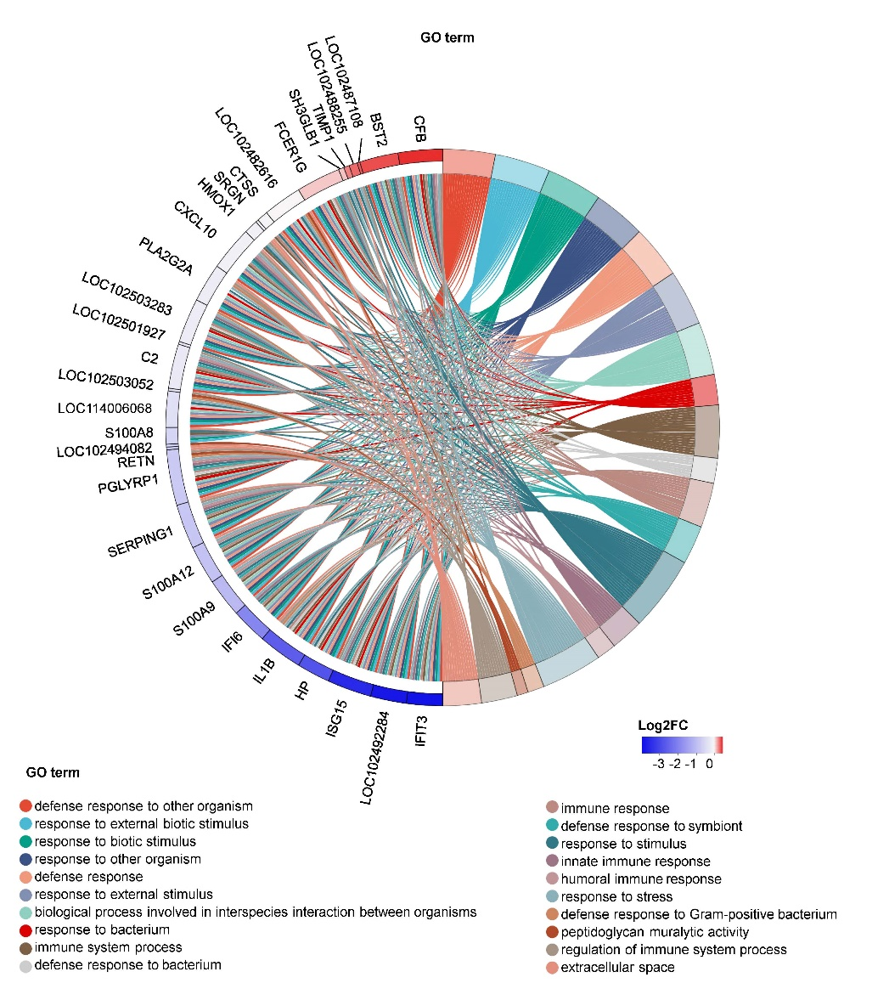 GO term
LOC102487108
LOC102488255
TIMP1
SH3GLB1
FCER1G
BST2
CFB
LOC102482616
CTSS
SRGN
HMOX1
CXCL10
PLA2G2A
LOC102503283
LOC102501927
C2
LOC102503052
LOC114006068
S100A8
LOC102494082
RETN
PGLYRP1
SERPING1
S100A12
S100A9
IFI6
IL1B
HP
ISG15
LOC102492284
IFIT3
Log2FC
-3 -2 -1 0
GO term
defense response to other organism
response to external biotic stimulus
response to biotic stimulus
response to other organism
defense response
response to external stimulus
biological process involved in interspecies interaction between organisms
response to bacterium
immune system process
defense response to bacterium
immune response
defense response to symbiont
response to stimulus
innate immune response
humoral immune response
response to stress
defense response to Gram-positive bacterium
peptidoglycan muralytic activity
regulation of immune system process
extracellular space